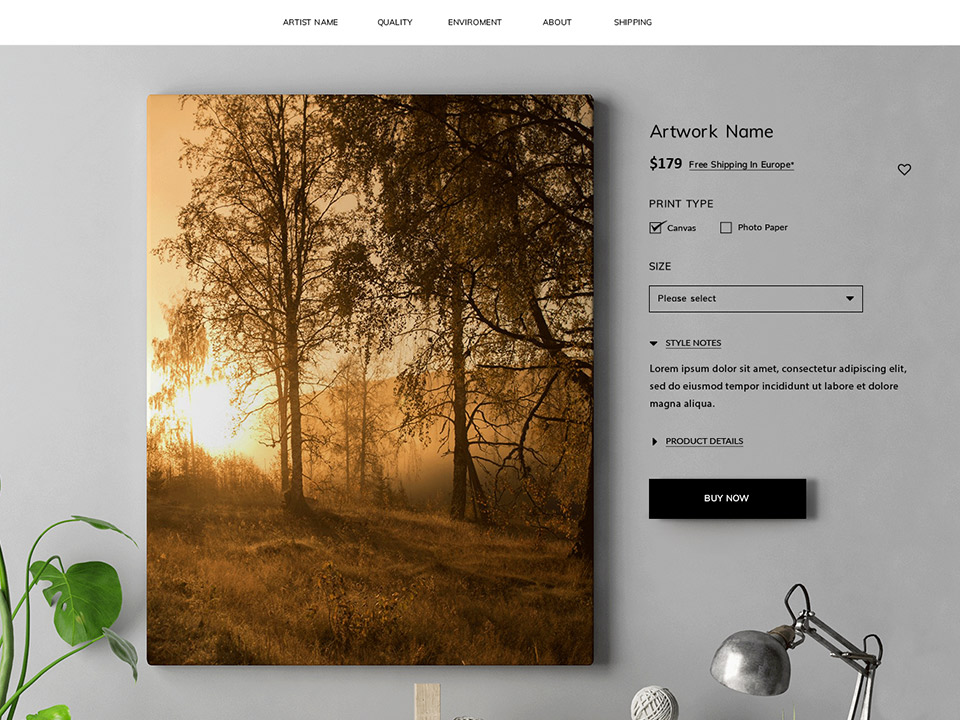 ARTIST NAME QUALITY ENVIROMENT ABOUT SHIPPING
Artwork Name
$179 Free Shipping In Europe*
PRINT TYPE
Canvas Photo Paper
SIZE
Please select
STYLE NOTES
Lorem ipsum dolor sit amet, consectetur adipiscing elit,
sed do eiusmod tempor incididunt ut labore et dolore
magna aliqua.
PRODUCT DETAILS
BUY NOW